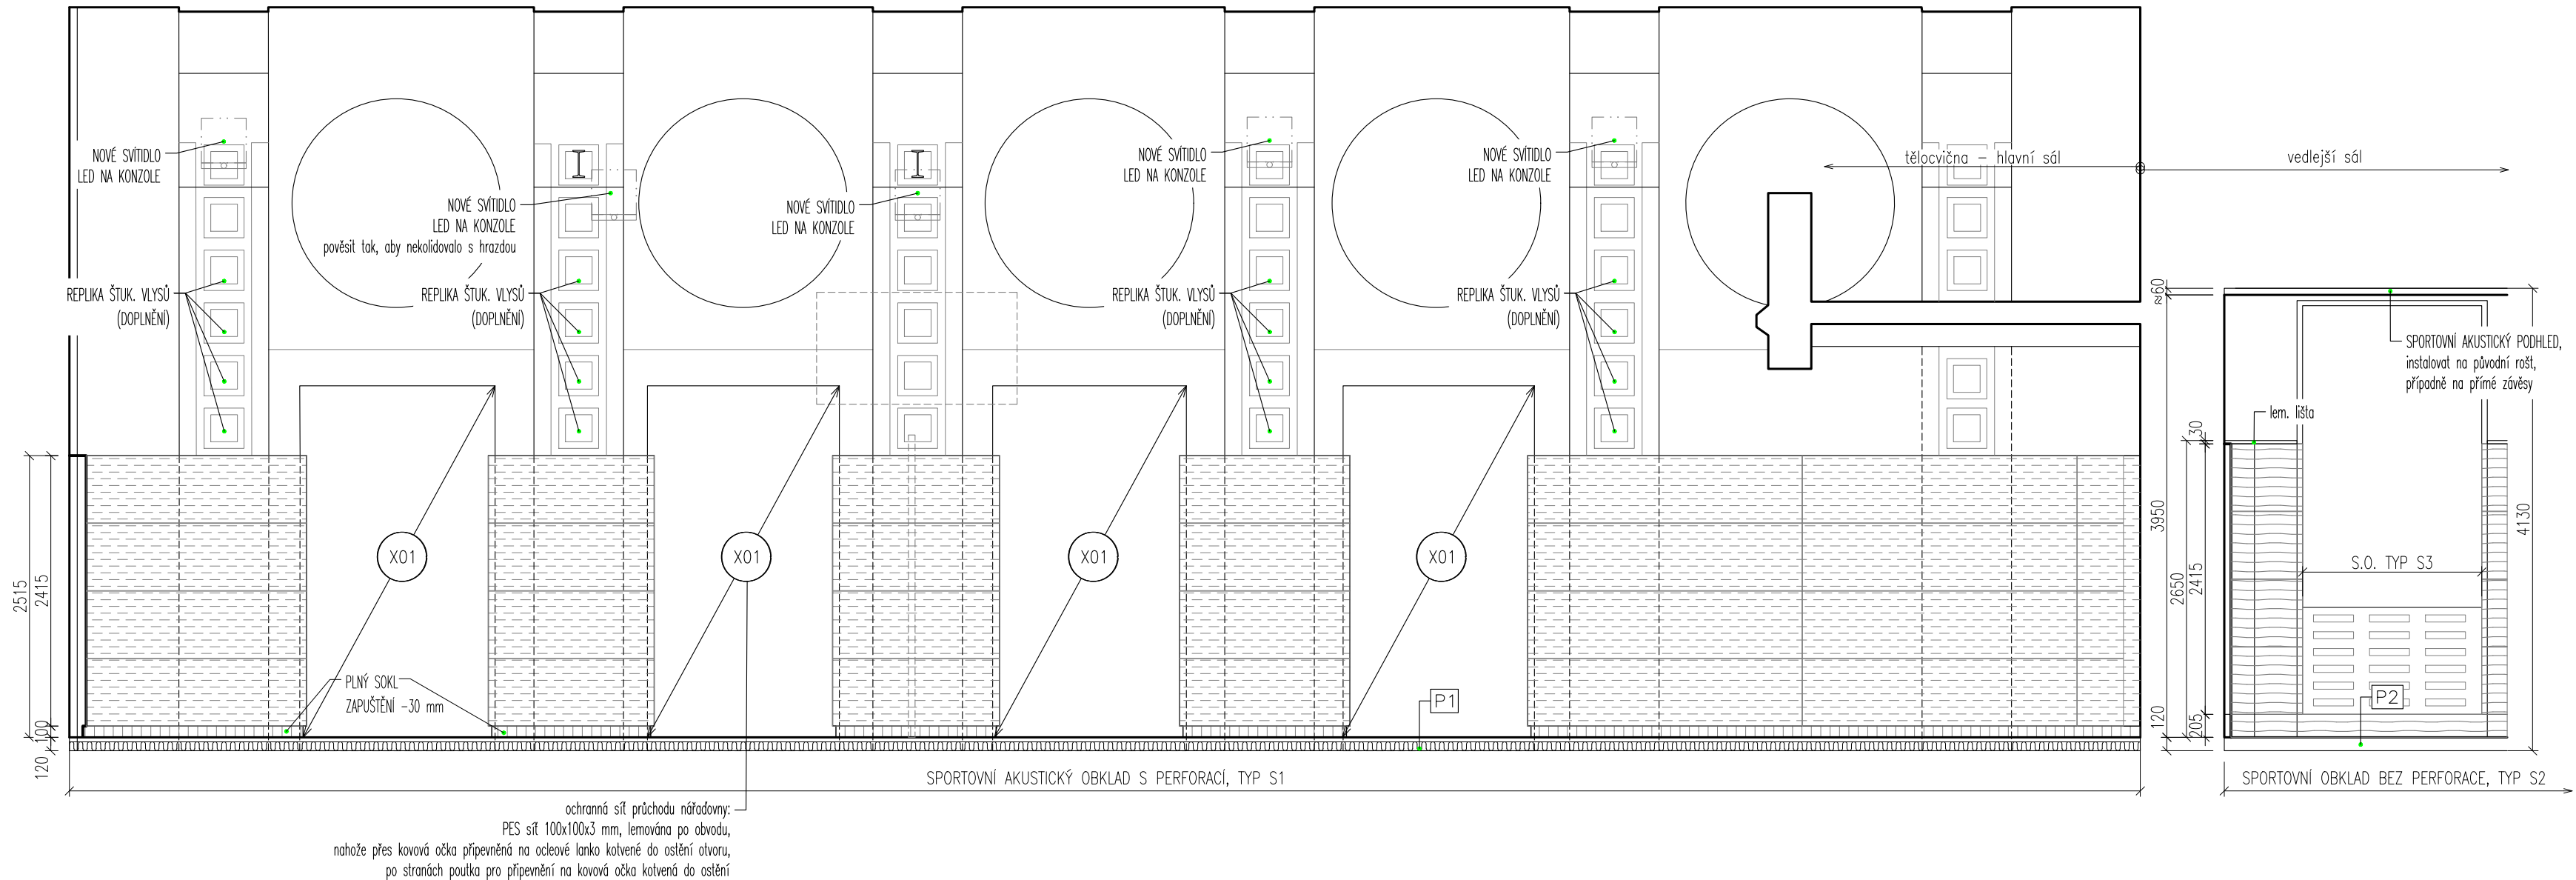 NOVÉ SVÍTIDLO
LED NA KONZOLE
NOVÉ SVÍTIDLO
LED NA KONZOLE
pověsit tak, aby nekolidovalo s hrazdou
NOVÉ SVÍTIDLO
LED NA KONZOLE
NOVÉ SVÍTIDLO
LED NA KONZOLE
NOVÉ SVÍTIDLO
LED NA KONZOLE
tělocvična – hlavní sál
vedlejší sál
REPLIKA ŠTUK. VLYSŮ
(DOPLNĚNÍ)
REPLIKA ŠTUK. VLYSŮ
(DOPLNĚNÍ)
REPLIKA ŠTUK. VLYSŮ
(DOPLNĚNÍ)
REPLIKA ŠTUK. VLYSŮ
(DOPLNĚNÍ)
≈60
SPORTOVNÍ AKUSTICKÝ PODHLED,
instalovat na původní rošt,
případně na přímé závěsy
lem. lišta
30
3950
4130
2650
2415
205
120
S.O. TYP S3
X01
X01
X01
X01
2515
2415
100
120
PLNÝ SOKL
ZAPUŠTĚNÍ -30 mm
P1
P2
SPORTOVNÍ AKUSTICKÝ OBKLAD S PERFORACÍ, TYP S1
SPORTOVNÍ OBKLAD BEZ PERFORACE, TYP S2
ochranná síť průchodu nářaďovny:
PES síť 100x100x3 mm, lemována po obvodu,
nahože přes kovová očka připevněná na ocleové lanko kotvené do ostění otvoru,
po stranách poutka pro připevnění na kovová očka kotvená do ostění